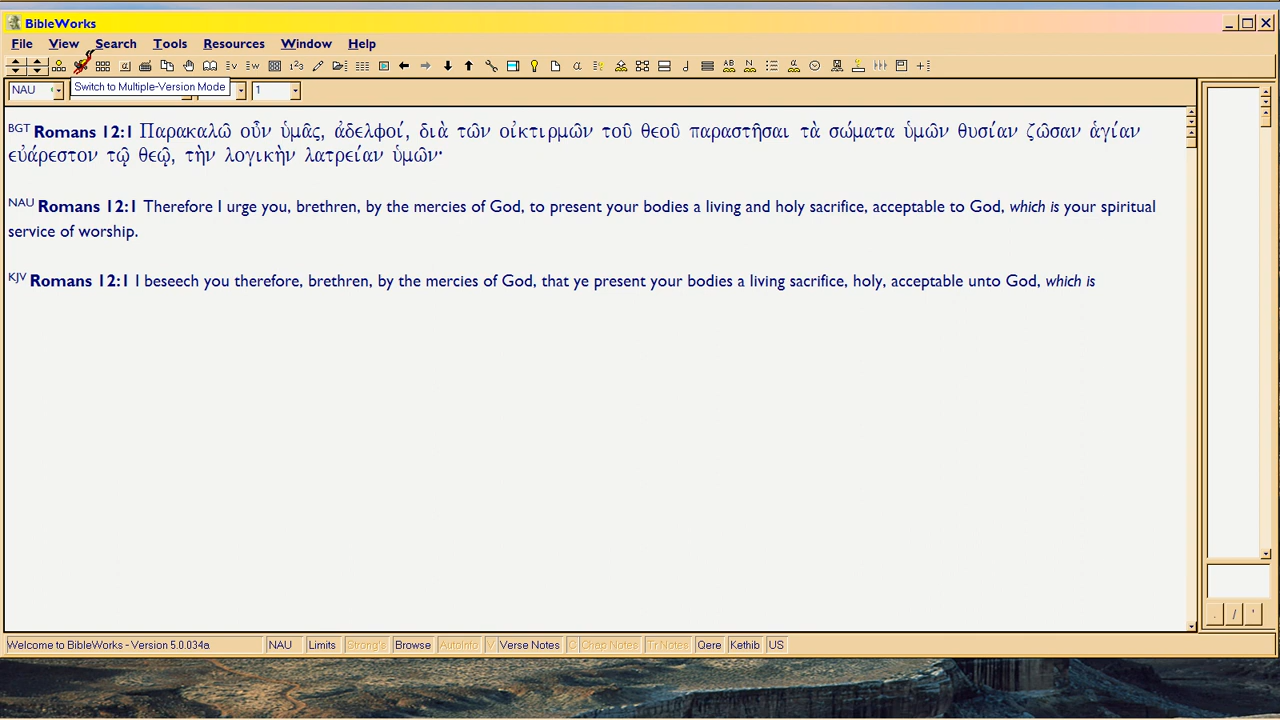 BibleWorks
File View Search Tools Resources Window Help
Switch to Multiple-Version Mode
NAU 1
BGT Romans 12:1 Παρακαλῶ οὖν ὑμᾶς, ἀδελφοί, διὰ τῶν οἰκτιρμῶν τοῦ θεοῦ παραστῆσαι τὰ σώματα ὑμῶν θυσίαν ζῶσαν ἁγίαν
εὐάρεστον τῷ θεῷ, τὴν λογικὴν λατρείαν ὑμῶν·
NAU Romans 12:1 Therefore I urge you, brethren, by the mercies of God, to present your bodies a living and holy sacrifice, acceptable to God, which is your spiritual
service of worship.
KJV Romans 12:1 I beseech you therefore, brethren, by the mercies of God, that ye present your bodies a living sacrifice, holy, acceptable unto God, which is
Welcome to BibleWorks - Version 5.0.034a NAU Limits Strong's Browse AutoInfo V Verse Notes C Chap Notes Tr Notes Qere Kethib US